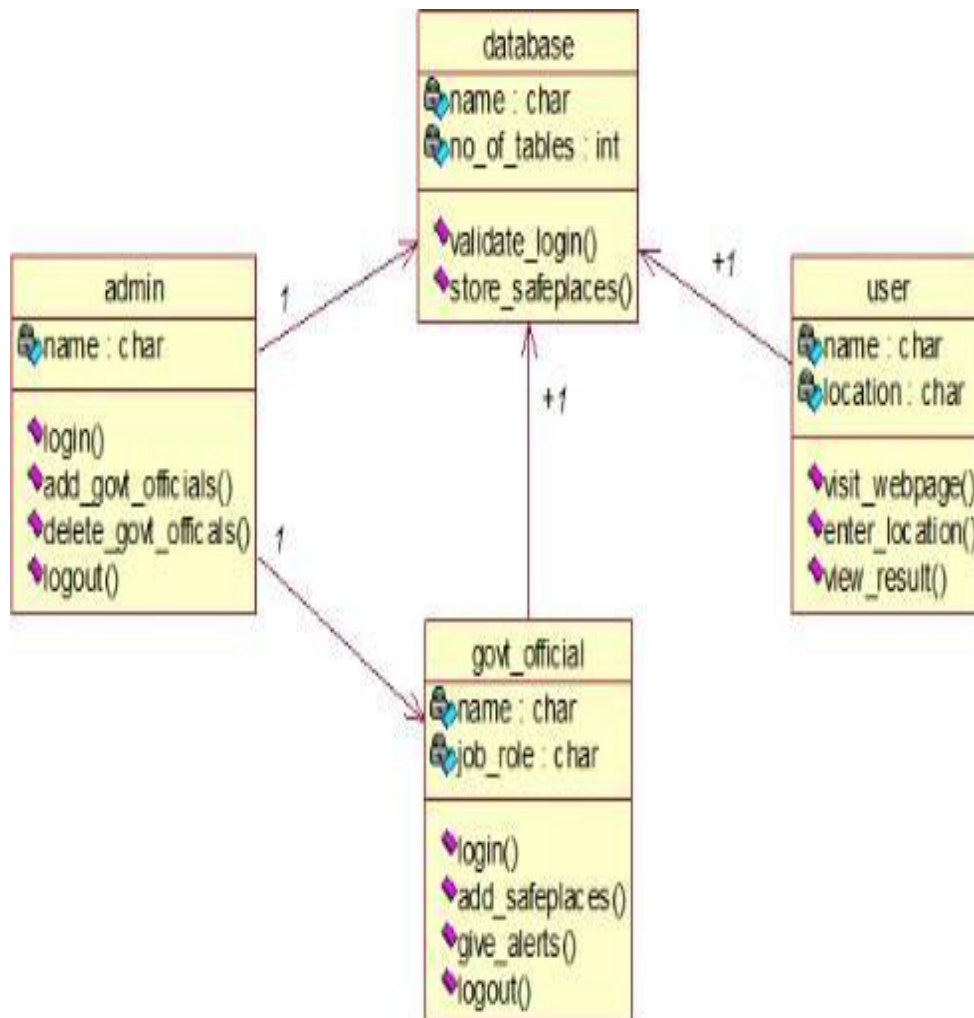 database
name : char
no_of_tables : int
validate_login()
store_safeplaces()
admin
name : char
login()
add_govt_officials()
delete_govt_officals()
logout()
1
1
+1
+1
user
name : char
location : char
visit_webpage()
enter_location()
view_result()
govt_official
name : char
job_role : char
login()
add_safeplaces()
give_alerts()
logout()